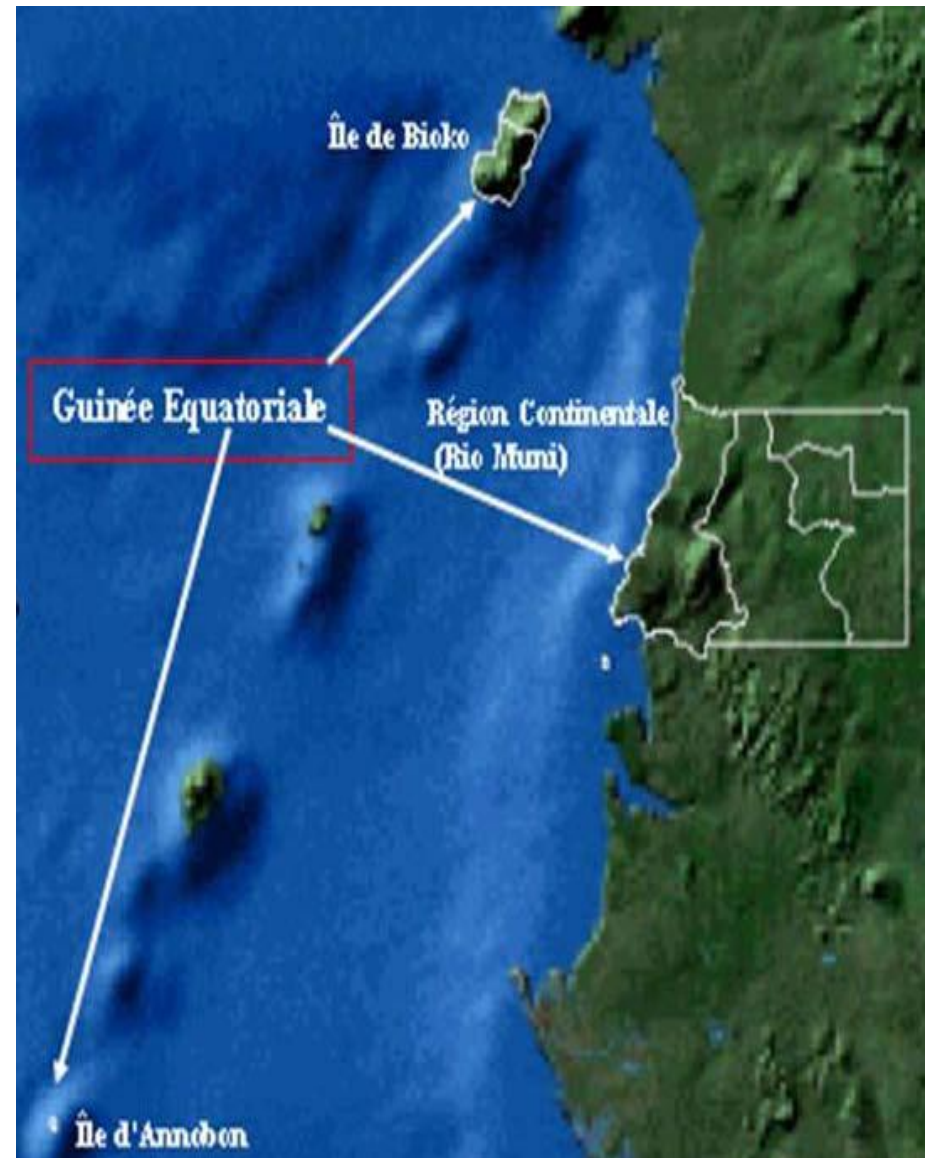 Île de Bioko
Guinée Equatoriale
Région Continentale
(Rio Muni)
Île d'Annobon